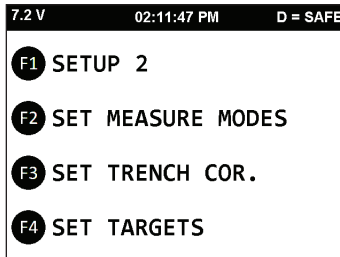 7.2 V 02:11:47 PM D = SAFE
F1 SETUP 2
F2 SET MEASURE MODES
F3 SET TRENCH COR.
F4 SET TARGETS